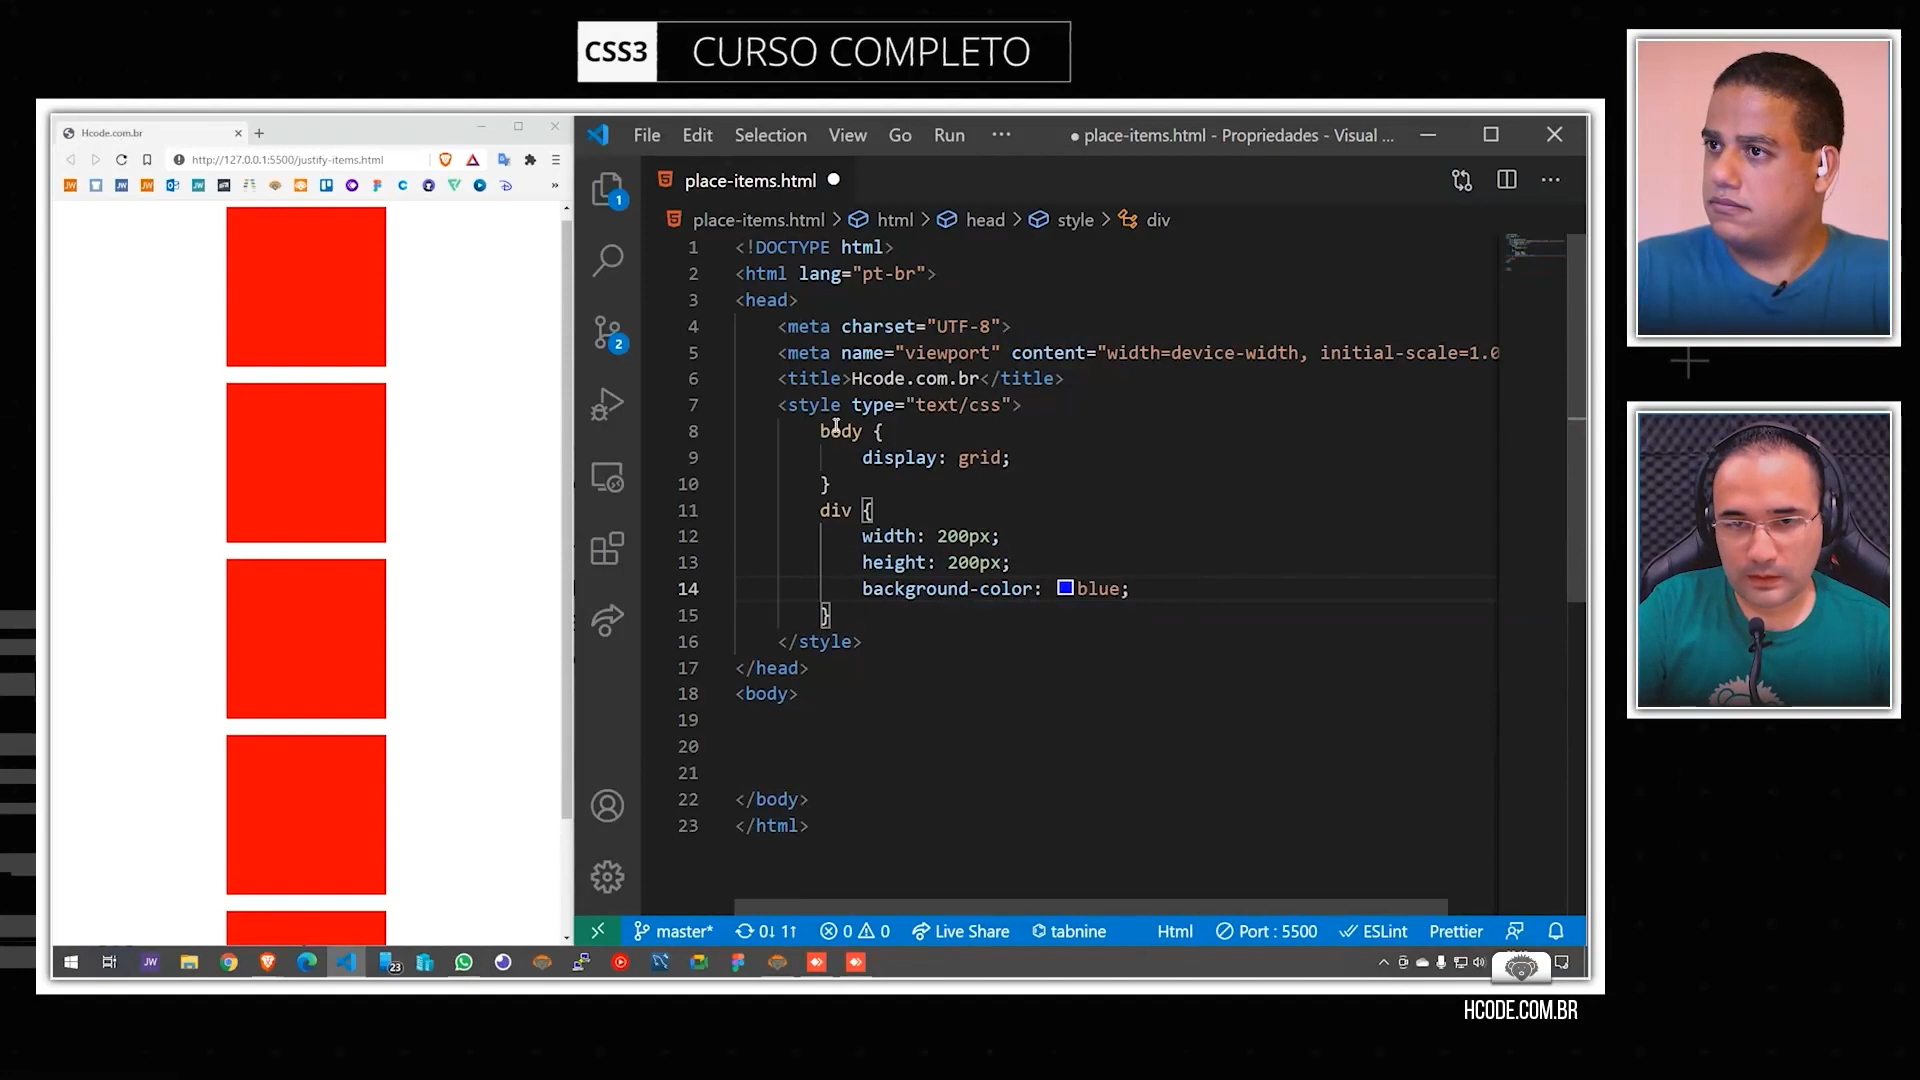 CSS3 CURSO COMPLETO
Hcode.com.br
http://127.0.0.1:5500/justify-items.html
File Edit Selection View Go Run ··· ● place-items.html - Propriedades - Visual ...
place-items.html
place-items.html > html > head > style > div
1 <!DOCTYPE html>
2 <html lang="pt-br">
3 <head>
4 <meta charset="UTF-8">
5 <meta name="viewport" content="width=device-width, initial-scale=1.0
6 <title>Hcode.com.br</title>
7 <style type="text/css">
8 body {
9 display: grid;
10 }
11 div {
12 width: 200px;
13 height: 200px;
14 background-color: blue;
15 }
16 </style>
17 </head>
18 <body>
19
20
21
22 </body>
23 </html>
1
2
master* 0↓ 1↑ 0 0 Live Share tabnine Html Port : 5500 ESLint Prettier
JW 23
HCODE.COM.BR